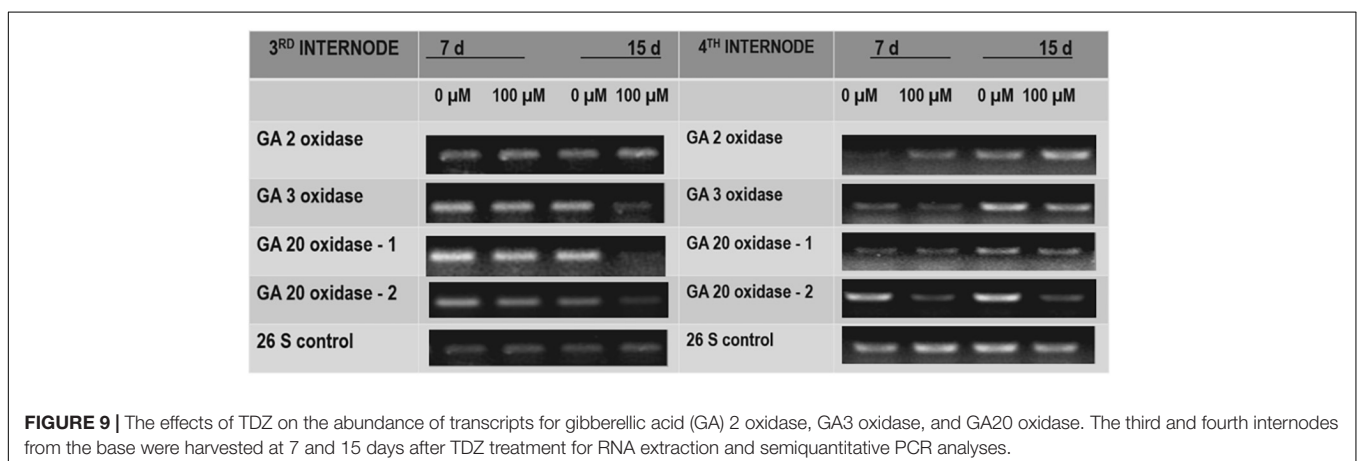 3RD INTERNODE 7 d 15 d 4TH INTERNODE 7 d 15 d
0 µM 100 µM 0 µM 100 µM 0 µM 100 µM 0 µM 100 µM
GA 2 oxidase GA 2 oxidase
GA 3 oxidase GA 3 oxidase
GA 20 oxidase - 1 GA 20 oxidase - 1
GA 20 oxidase - 2 GA 20 oxidase - 2
26 S control 26 S control
FIGURE 9 | The effects of TDZ on the abundance of transcripts for gibberellic acid (GA) 2 oxidase, GA3 oxidase, and GA20 oxidase. The third and fourth internodes
from the base were harvested at 7 and 15 days after TDZ treatment for RNA extraction and semiquantitative PCR analyses.